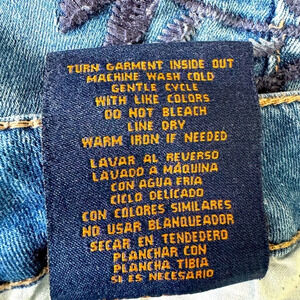 TURN GARMENT INSIDE OUT
MACHINE WASH COLD
GENTLE CYCLE
WITH LIKE COLORS
DO NOT BLEACH
LINE DRY
WARM IRON IF NEEDED
LAVAR AL REVERSO
LAVADO A MÁQUINA
CON AGUA FRIA
CICLO DELICADO
CON COLORES SIMILARES
NO USAR BLANQUEADOR
SECAR EN TENDEDERO
PLANCHAR CON
PLANCHA TIBIA
SI ES NECESARIO